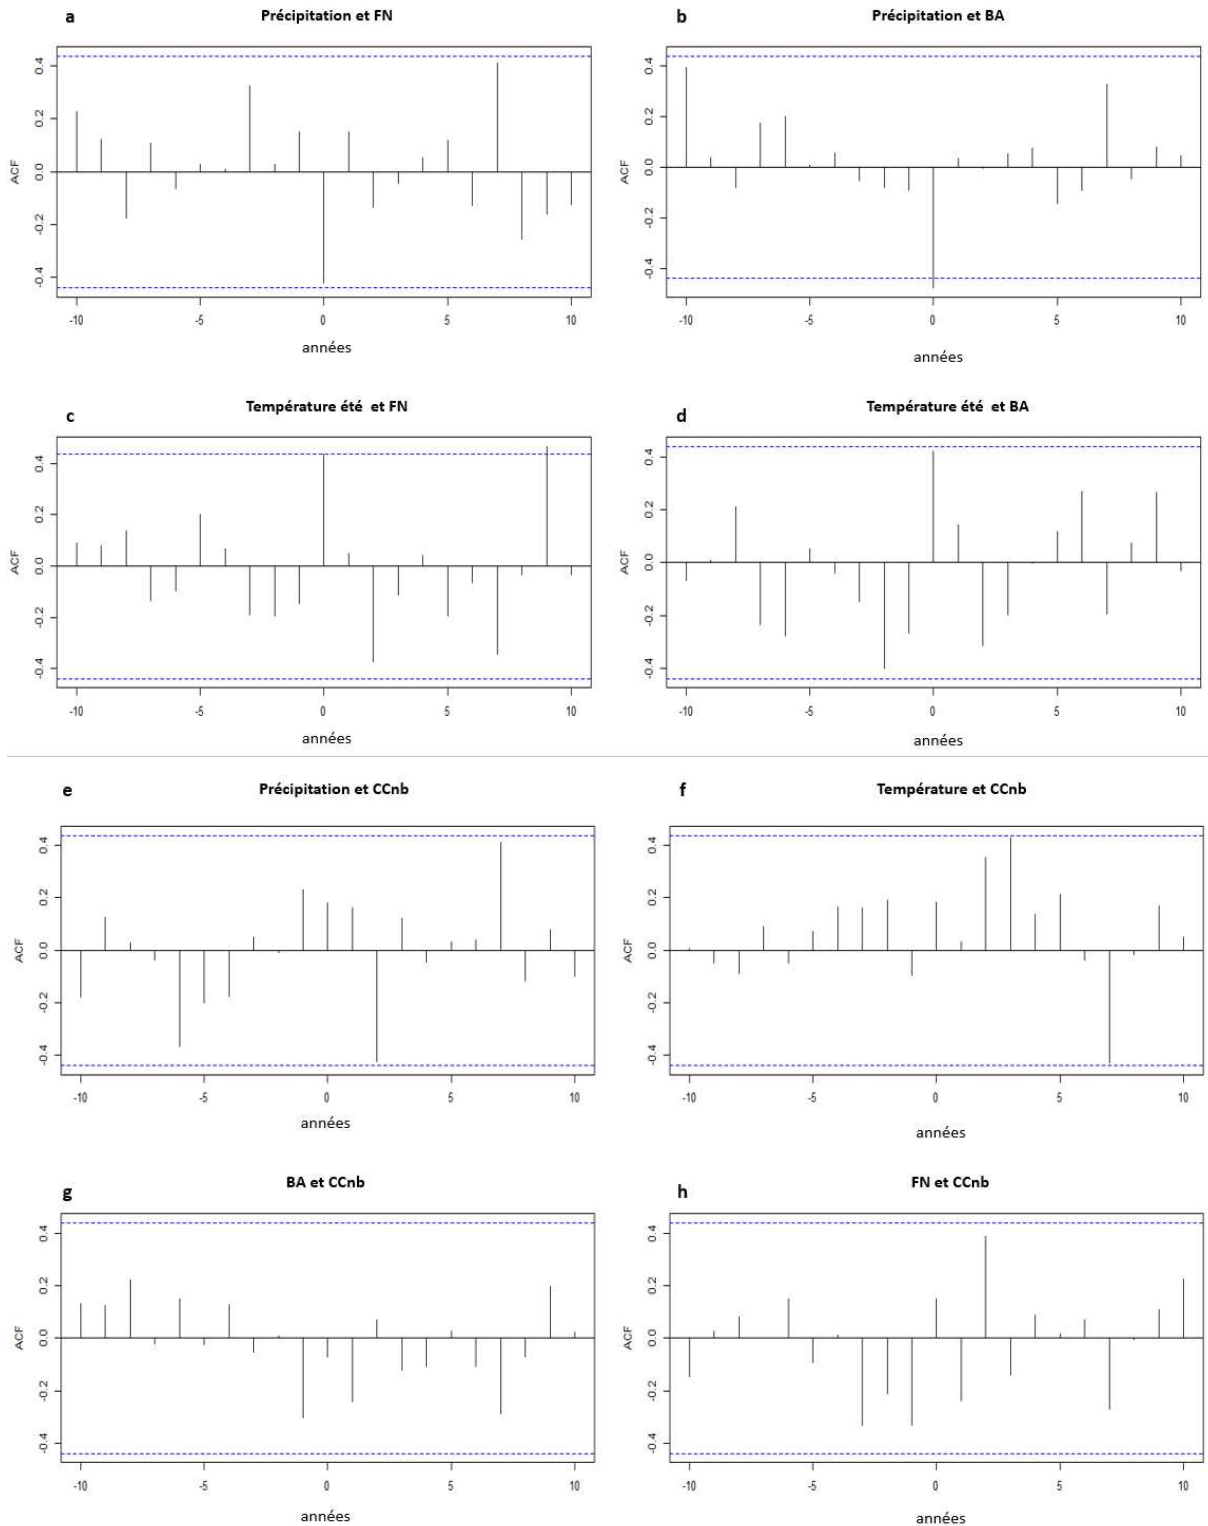 a Précipitation et FN
b Précipitation et BA
ACF
0.4
0.2
0.0
-0.2
-0.4
-10 -5 0 5 10
années
ACF
0.4
0.2
0.0
-0.2
-0.4
-10 -5 0 5 10
années
c Température été et FN
d Température été et BA
ACF
0.4
0.2
0.0
-0.2
-0.4
-10 -5 0 5 10
années
ACF
0.4
0.2
0.0
-0.2
-0.4
-10 -5 0 5 10
années
e Précipitation et CCnb
f Température et CCnb
ACF
0.4
0.2
0.0
-0.2
-0.4
-10 -5 0 5 10
années
ACF
0.4
0.2
0.0
-0.2
-0.4
-10 -5 0 5 10
années
g BA et CCnb
h FN et CCnb
ACF
0.4
0.2
0.0
-0.2
-0.4
-10 -5 0 5 10
années
ACF
0.4
0.2
0.0
-0.2
-0.4
-10 -5 0 5 10
années